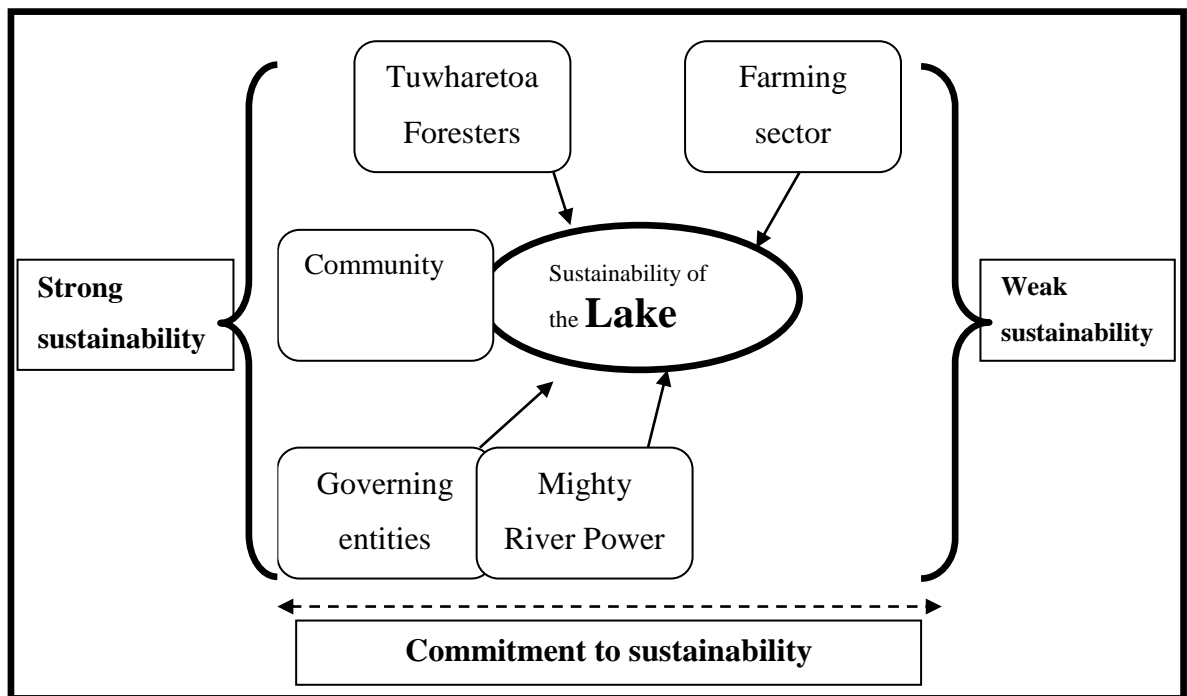 Tuwharetoa
Foresters
Farming
sector
Community
Sustainability of
the Lake
Strong
sustainability
Weak
sustainability
Governing
entities
Mighty
River Power
Commitment to sustainability